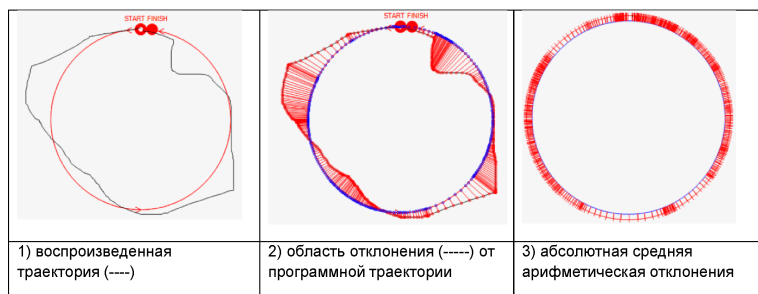 START FINISH
START FINISH
1) воспроизведенная
траектория (----)
2) область отклонения (-----) от
программной траектории
3) абсолютная средняя
арифметическая отклонения